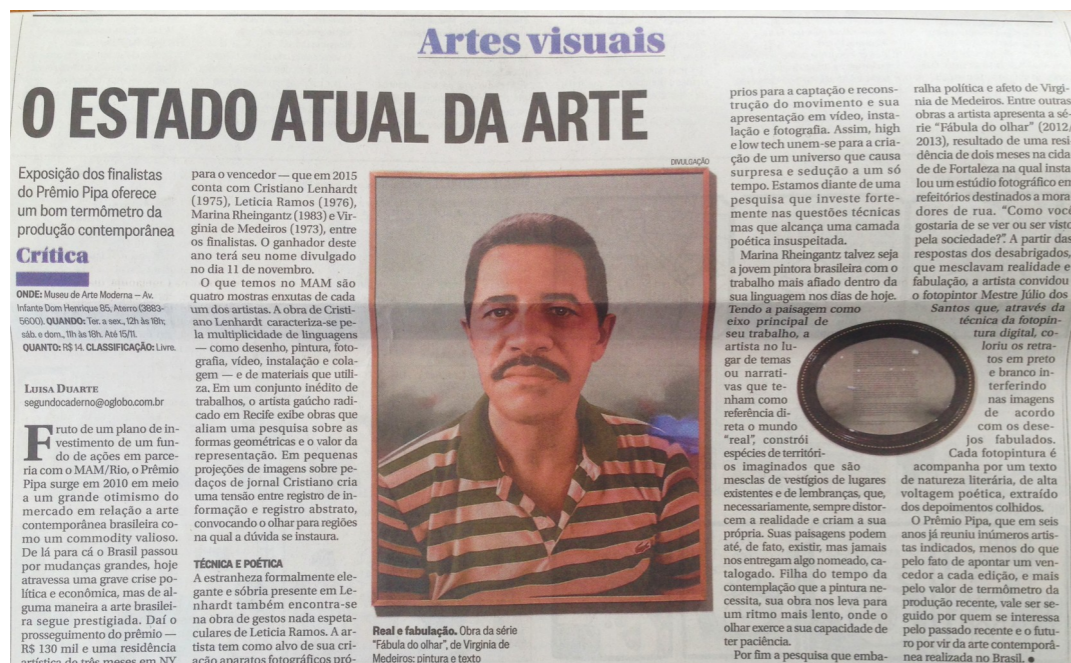 Artes visuais
O ESTADO ATUAL DA ARTE
Exposição dos finalistas
do Prêmio Pipa oferece
um bom termômetro da
produção contemporânea
Crítica
ONDE: Museu de Arte Moderna — Av.
Infante Dom Henrique 85, Aterro (3883-
5600). QUANDO: Ter. a sex., 12h às 18h;
sáb. e dom., 11h às 18h. Até 15/11.
QUANTO: R$ 14. CLASSIFICAÇÃO: Livre.
LUISA DUARTE
segundocaderno@oglobo.com.br
Fruto de um plano de in-
vestimento de um fun-
do de ações em parce-
ria com o MAM/Rio, o Prêmio
Pipa surge em 2010 em meio
a um grande otimismo do
mercado em relação a arte
contemporânea brasileira co-
mo um commodity valioso.
De lá para cá o Brasil passou
por mudanças grandes, hoje
atravessa uma grave crise po-
lítica e econômica, mas de al-
guma maneira a arte brasilei-
ra segue prestigiada. Daí o
prosseguimento do prêmio —
R$ 130 mil e uma residência
artística de três meses em NY
para o vencedor — que em 2015
conta com Cristiano Lenhardt
(1975), Leticia Ramos (1976),
Marina Rheingantz (1983) e Vir-
ginia de Medeiros (1973), entre
os finalistas. O ganhador deste
ano terá seu nome divulgado
no dia 11 de novembro.
O que temos no MAM são
quatro mostras enxutas de cada
um dos artistas. A obra de Cristi-
ano Lenhardt caracteriza-se pe-
la multiplicidade de linguagens
— como desenho, pintura, foto-
grafia, vídeo, instalação e cola-
gem — e de materiais que utili-
za. Em um conjunto inédito de
trabalhos, o artista gaúcho radi-
cado em Recife exibe obras que
aliam uma pesquisa sobre as
formas geométricas e o valor da
representação. Em pequenas
projeções de imagens sobre pe-
daços de jornal Cristiano cria
uma tensão entre registro de in-
formação e registro abstrato,
convocando o olhar para regiões
na qual a dúvida se instaura.
TÉCNICA E POÉTICA
A estranheza formalmente ele-
gante e sóbria presente em Le-
nhardt também encontra-se
na obra de gestos nada espeta-
culares de Leticia Ramos. A ar-
tista tem como alvo de sua cri-
ação aparatos fotográficos pró-
DIVULGAÇÃO
Real e fabulação. Obra da série
“Fábula do olhar”, de Virginia de
Medeiros: pintura e texto
prios para a captação e recons-
trução do movimento e sua
apresentação em vídeo, insta-
lação e fotografia. Assim, high
e low tech unem-se para a cria-
ção de um universo que causa
surpresa e sedução a um só
tempo. Estamos diante de uma
pesquisa que investe forte-
mente nas questões técnicas
mas que alcança uma camada
poética insuspeitada.
Marina Rheingantz talvez seja
a jovem pintora brasileira com o
trabalho mais afiado dentro da
sua linguagem nos dias de hoje.
Tendo a paisagem como
eixo principal de
seu trabalho, a
artista no lu-
gar de temas
ou narrati-
vas que te-
nham como
referência di-
reta o mundo
“real”, constrói
espécies de territóri-
os imaginados que são
mesclas de vestígios de lugares
existentes e de lembranças, que,
necessariamente, sempre distor-
cem a realidade e criam a sua
própria. Suas paisagens podem
até, de fato, existir, mas jamais
nos entregam algo nomeado, ca-
talogado. Filha do tempo da
contemplação que a pintura ne-
cessita, sua obra nos leva para
um ritmo mais lento, onde o
olhar exerce a sua capacidade de
ter paciência.
Por fim a pesquisa que emba-
ralha política e afeto de Virgí-
nia de Medeiros. Entre outras
obras a artista apresenta a sé-
rie “Fábula do olhar” (2012/
2013), resultado de uma resi-
dência de dois meses na cida-
de de Fortaleza na qual insta-
lou um estúdio fotográfico em
refeitórios destinados a mora-
dores de rua. “Como você
gostaria de se ver ou ser visto
pela sociedade?”. A partir das
respostas dos desabrigados,
que mesclavam realidade e
fabulação, a artista convidou
o fotopintor Mestre Júlio dos
Santos que, através da
técnica da fotopin-
tura digital, co-
loriu os retra-
tos em preto
e branco in-
terferindo
nas imagens
de acordo
com os dese-
jos fabulados.
Cada fotopintura é
acompanha por um texto
de natureza literária, de alta
voltagem poética, extraído
dos depoimentos colhidos.
O Prêmio Pipa, que em seis
anos já reuniu inúmeros artis-
tas indicados, menos do que
pelo fato de apontar um ven-
cedor a cada edição, e mais
pelo valor de termômetro da
produção recente, vale ser se-
guido por quem se interessa
pelo passado recente e o futu-
ro por vir da arte contemporâ-
nea realizada no Brasil. ●